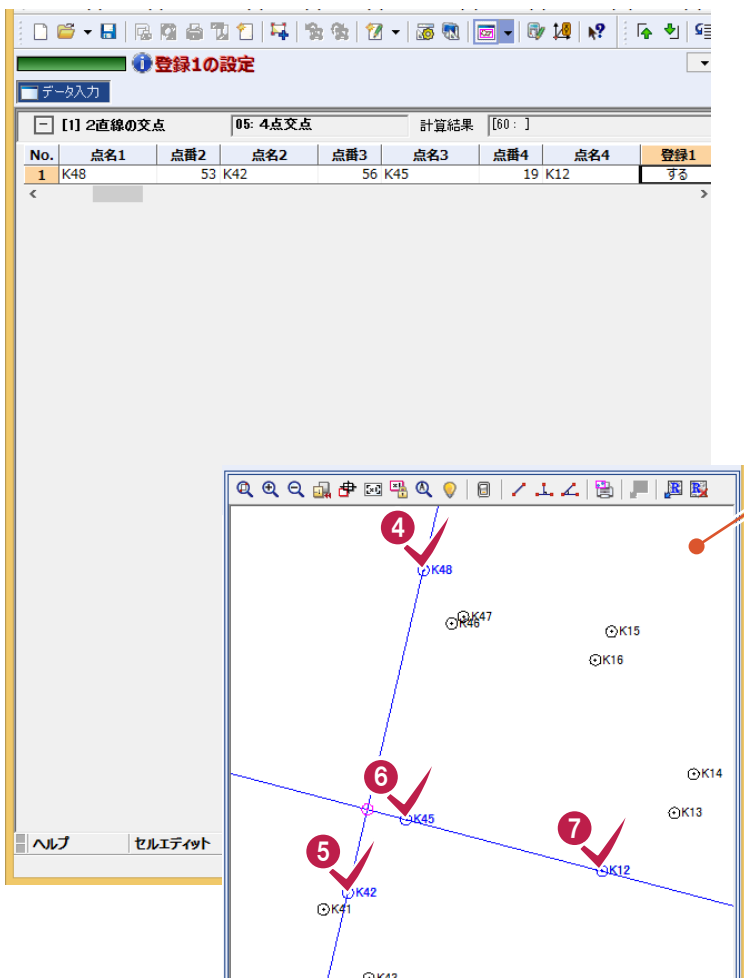 登録1の設定
データ入力
[1] 2直線の交点 05: 4点交点 計算結果 [60: ]
No. 点名1 点番2 点名2 点番3 点名3 点番4 点名4 登録1
1 K48 53 K42 56 K45 19 K12 する
4
K48
K47
K46
K15
K16
K14
6
K13
K45
7
ヘルプ セルエディット
5
K12
K42
K41
K43